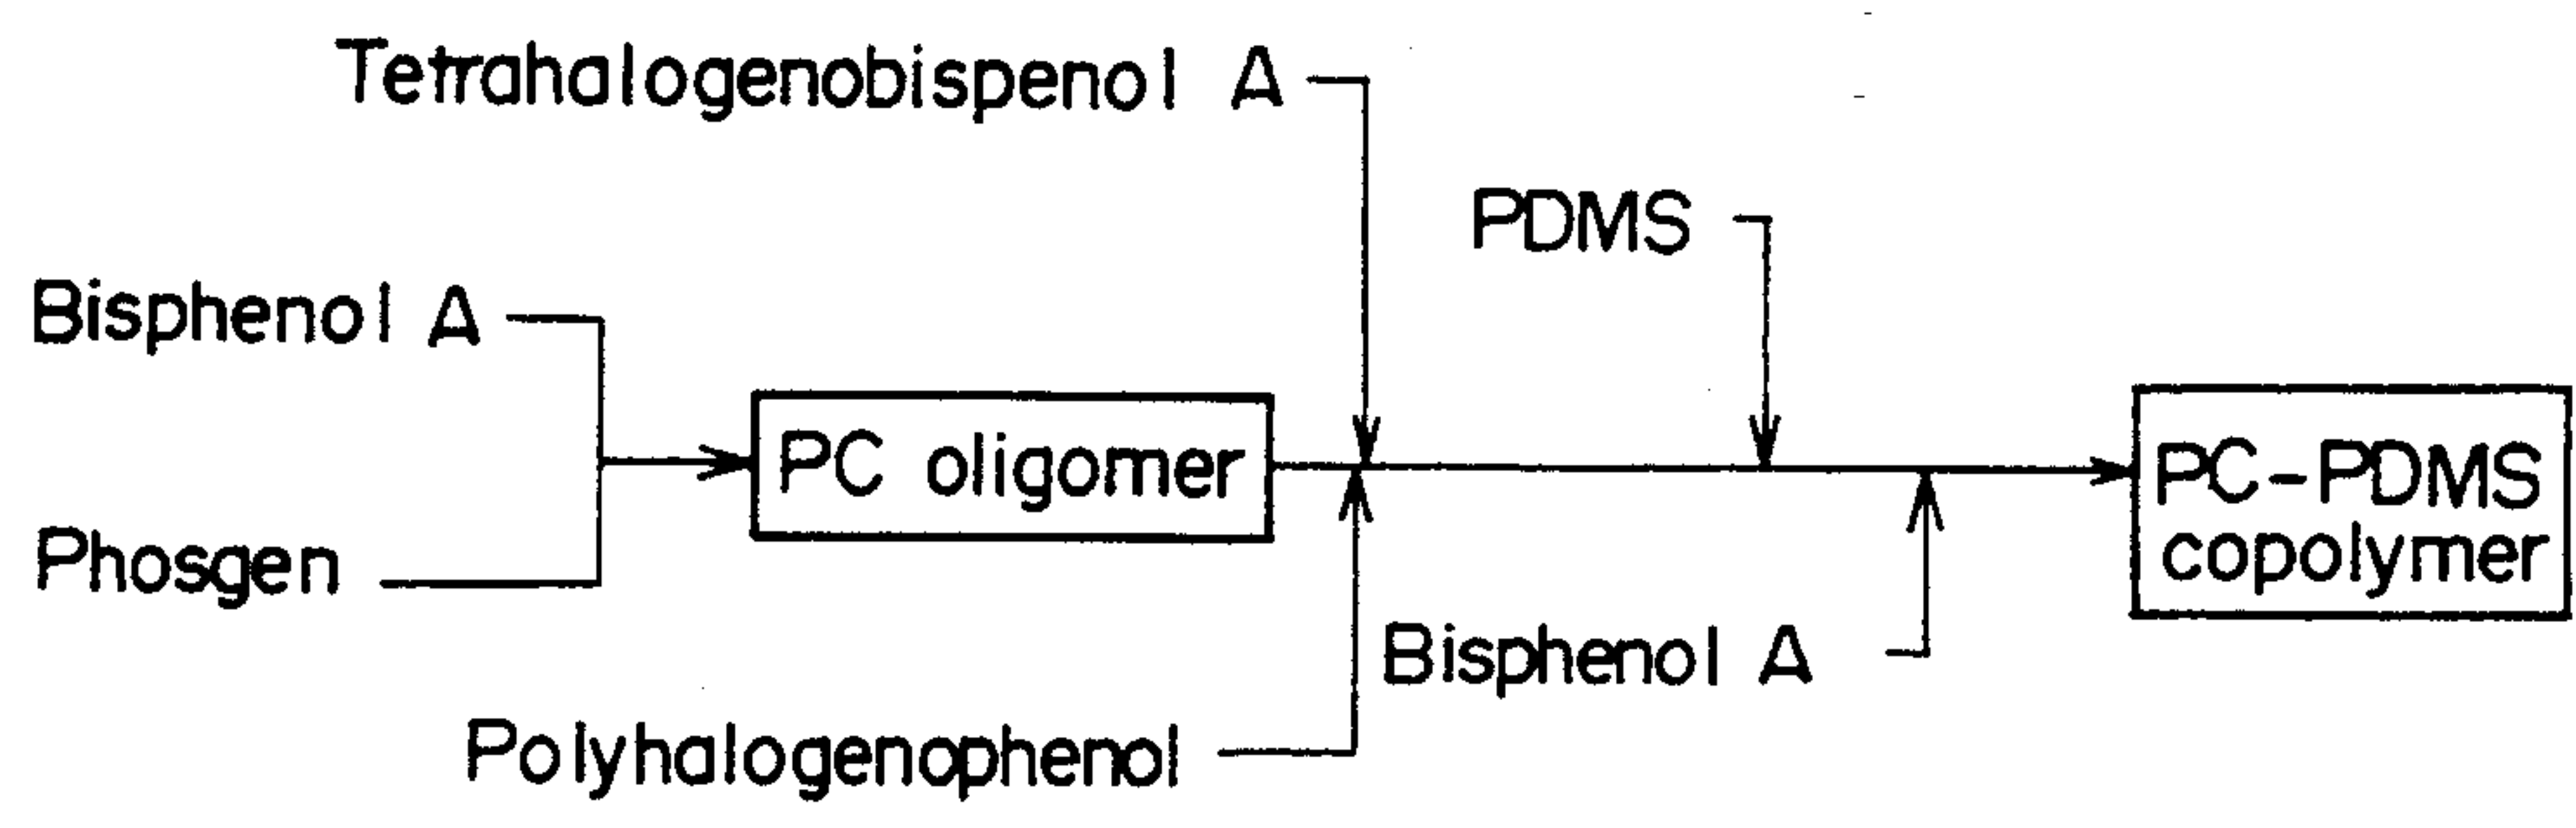 Tetrahalogenobispenol A
PDMS
Bisphenol A
PC oligomer
PC-PDMS
copolymer
Phosgen
Bisphenol A
Polyhalogenophenol